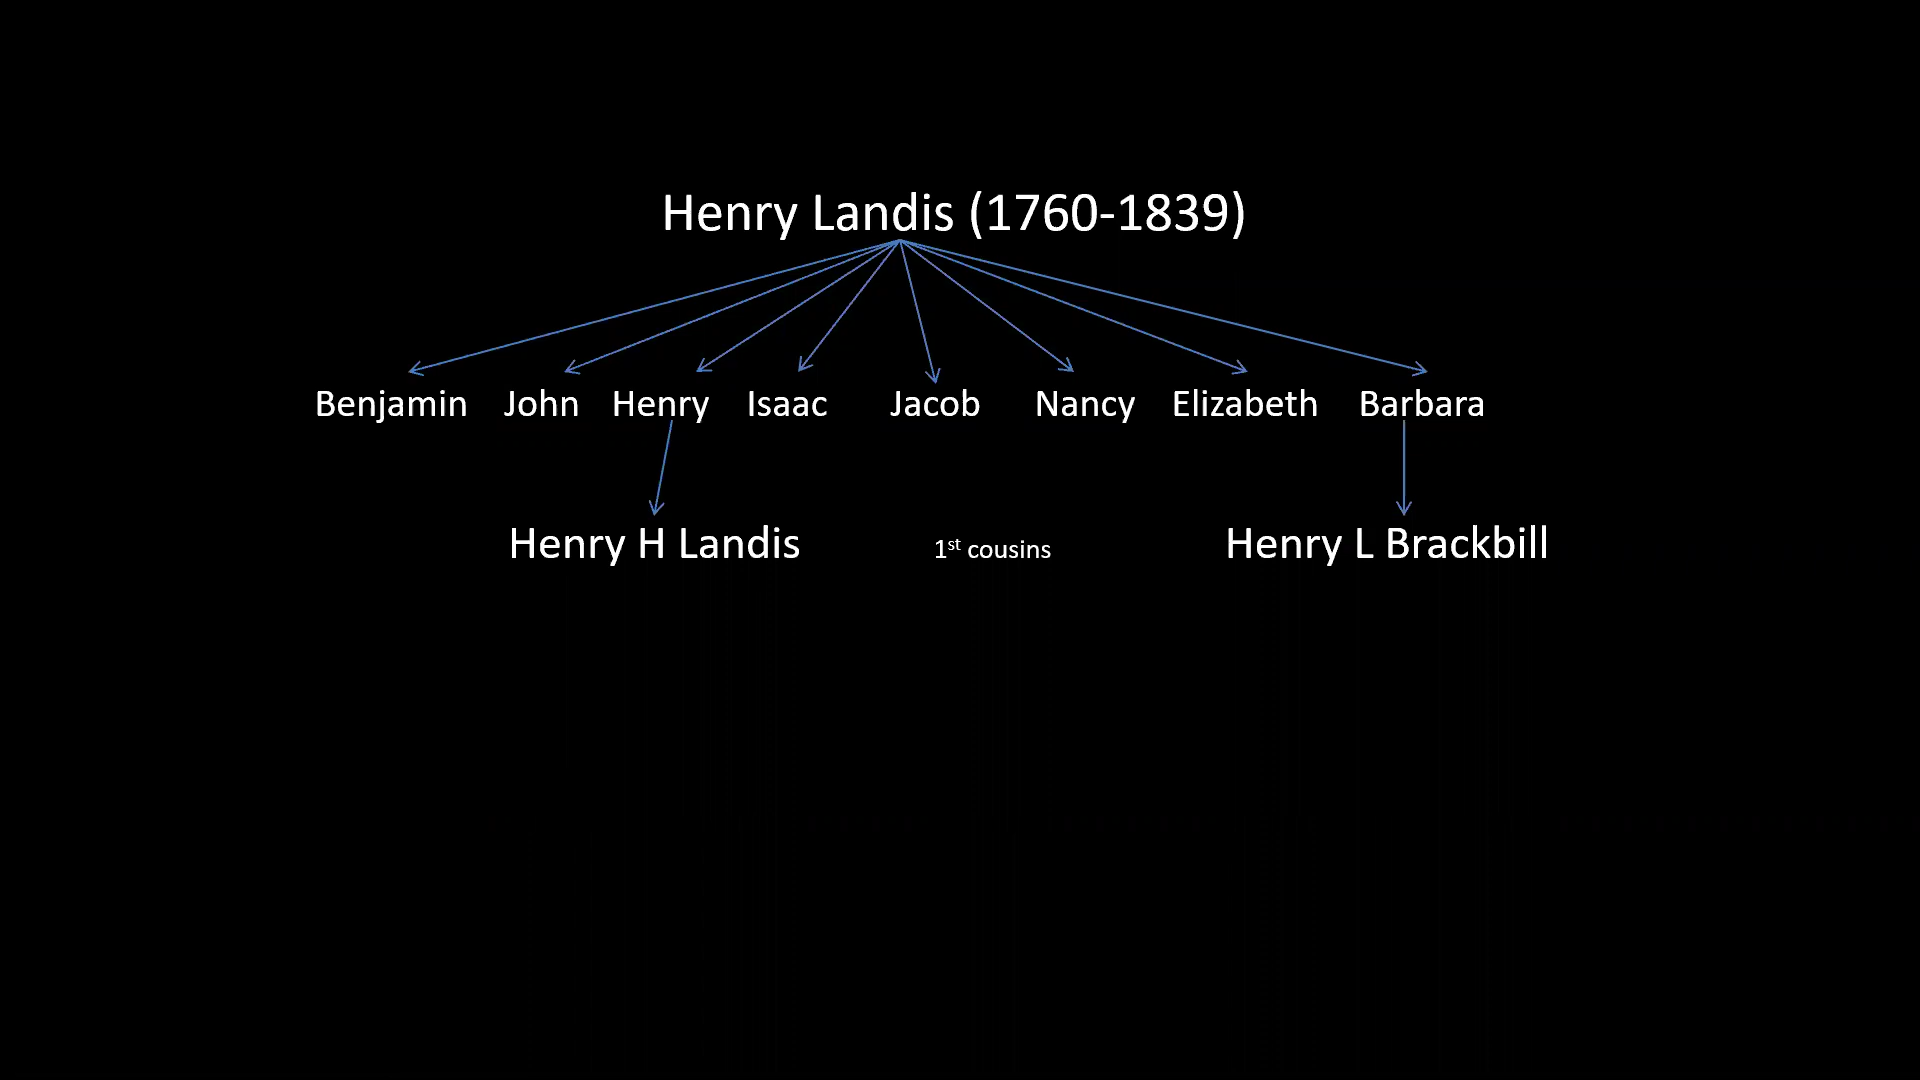 Henry Landis (1760-1839)
Benjamin John Henry Isaac Jacob Nancy Elizabeth Barbara
Henry H Landis 1st cousins Henry L Brackbill